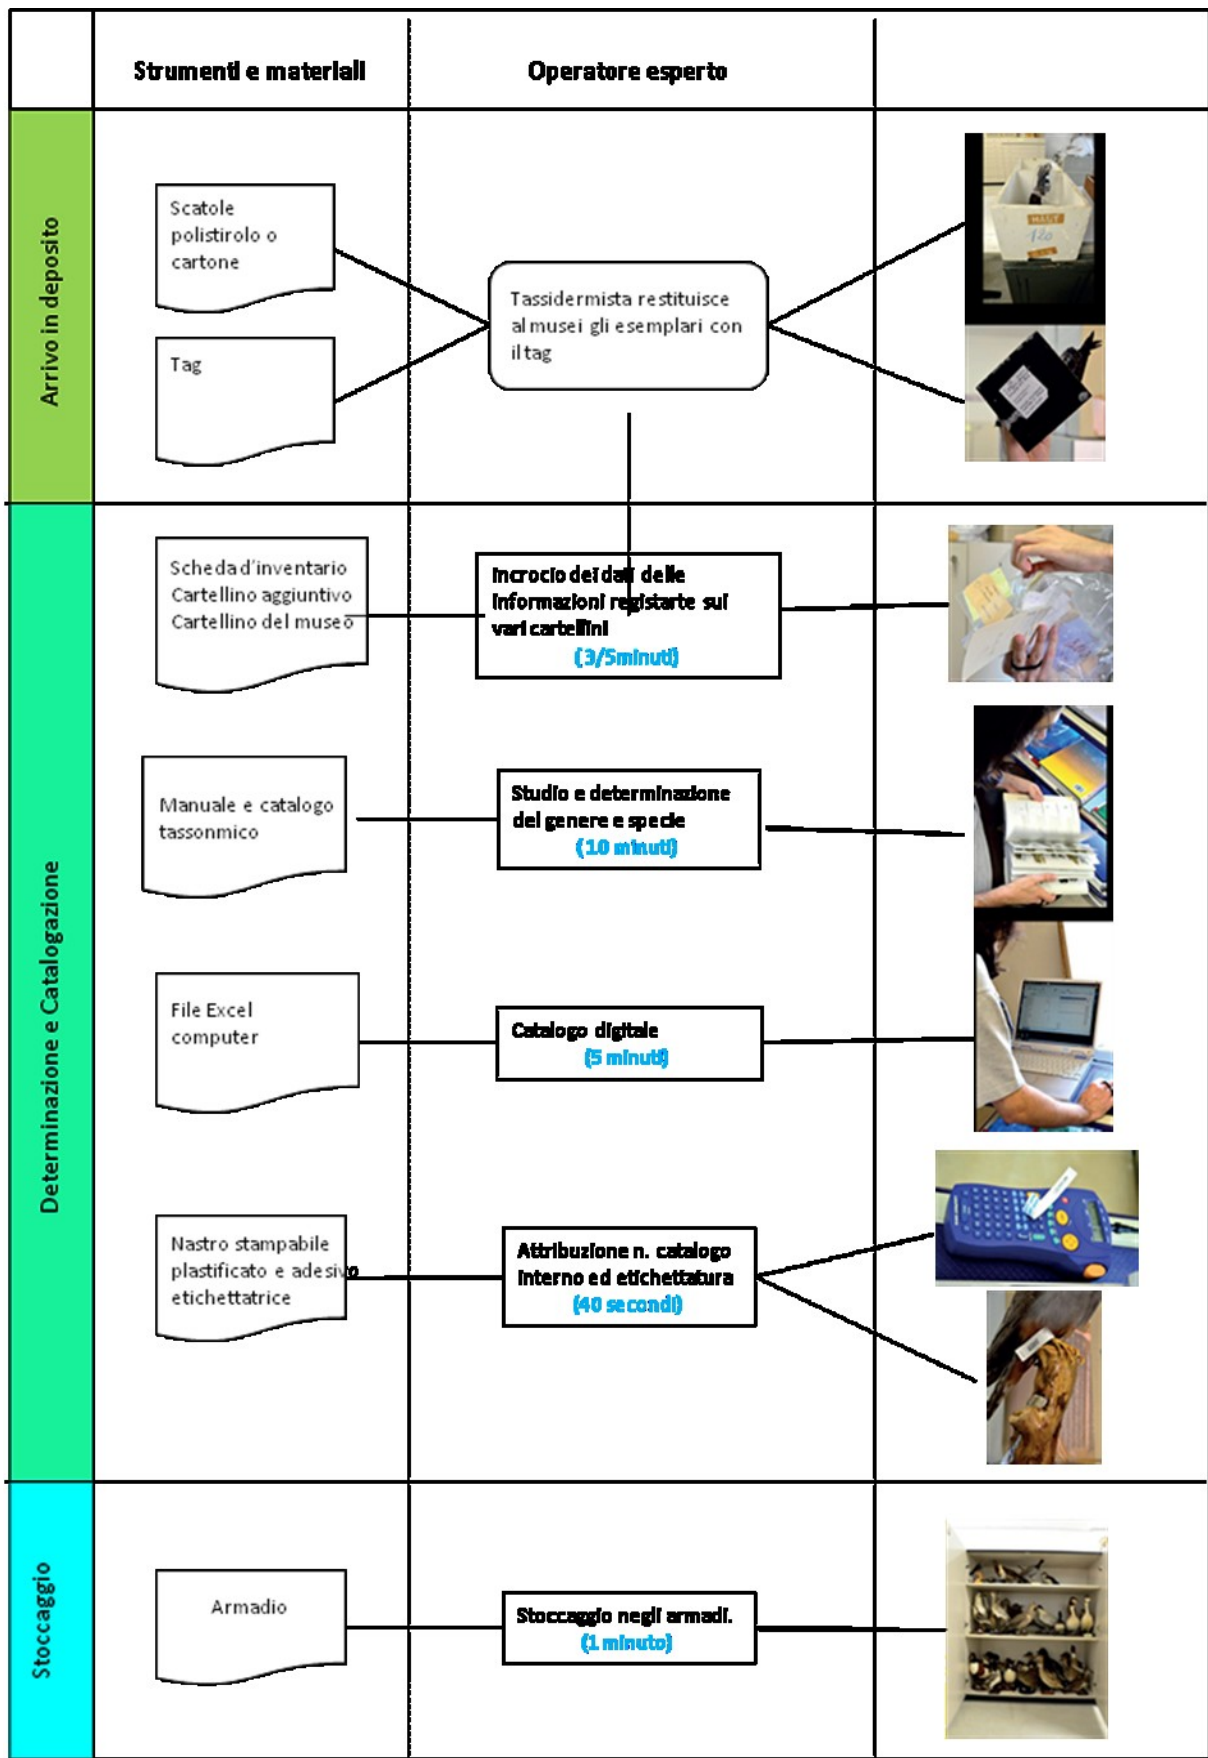 Strumenti e materiali
Operatore esperto
Arrivo in deposito
Scatole
polistirolo o
cartone
Tag
Tassidermista restituisce
al musei gli esemplari con
il tag
120
Determinazione e Catalogazione
Scheda d'inventario
Cartellino aggiuntivo
Cartellino del museo
Incrocio dei dati delle
informazioni registarte sui
vari cartellini
(3/5minuti)
Manuale e catalogo
tassonmico
Studio e determinazione
del genere e specie
(10 minuti)
File Excel
computer
Catalogo digitale
(5 minuti)
Nastro stampabile
plastificato e adesivo
etichettatrice
Attribuzione n. catalogo
interno ed etichettatura
(40 secondi)
Stoccaggio
Armadio
Stoccaggio negli armadi.
(1 minuto)